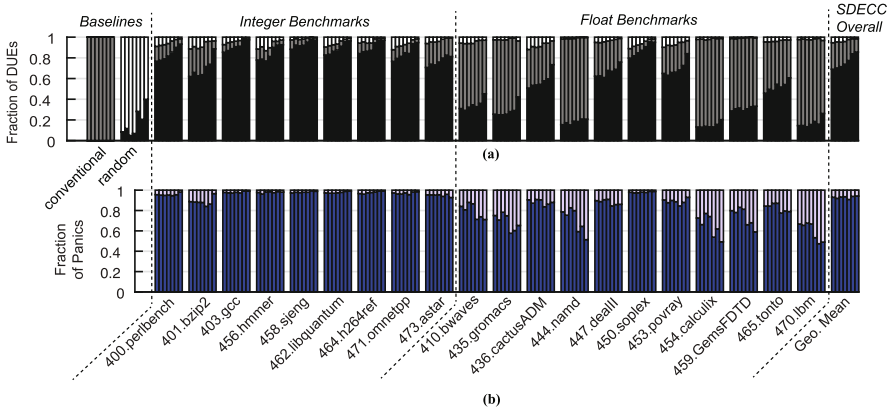 Baselines
Integer Benchmarks
Float Benchmarks
SDECC
Overall
Fraction of DUEs
1
0.8
0.6
0.4
0.2
0
conventional
random
(a)
Fraction
of Panics
1
0.8
0.6
0.4
0.2
0
400.perlbench
401.bzip2
403.gcc
456.hmmer
458.sjeng
462.libquantum
464.h264ref
471.omnetpp
473.astar
410.bwaves
435.gromacs
436.cactusADM
444.namd
447.dealII
450.soplex
453.povray
454.calculix
459.GemsFDTD
465.tonto
470.lbm
Geo. Mean
(b)